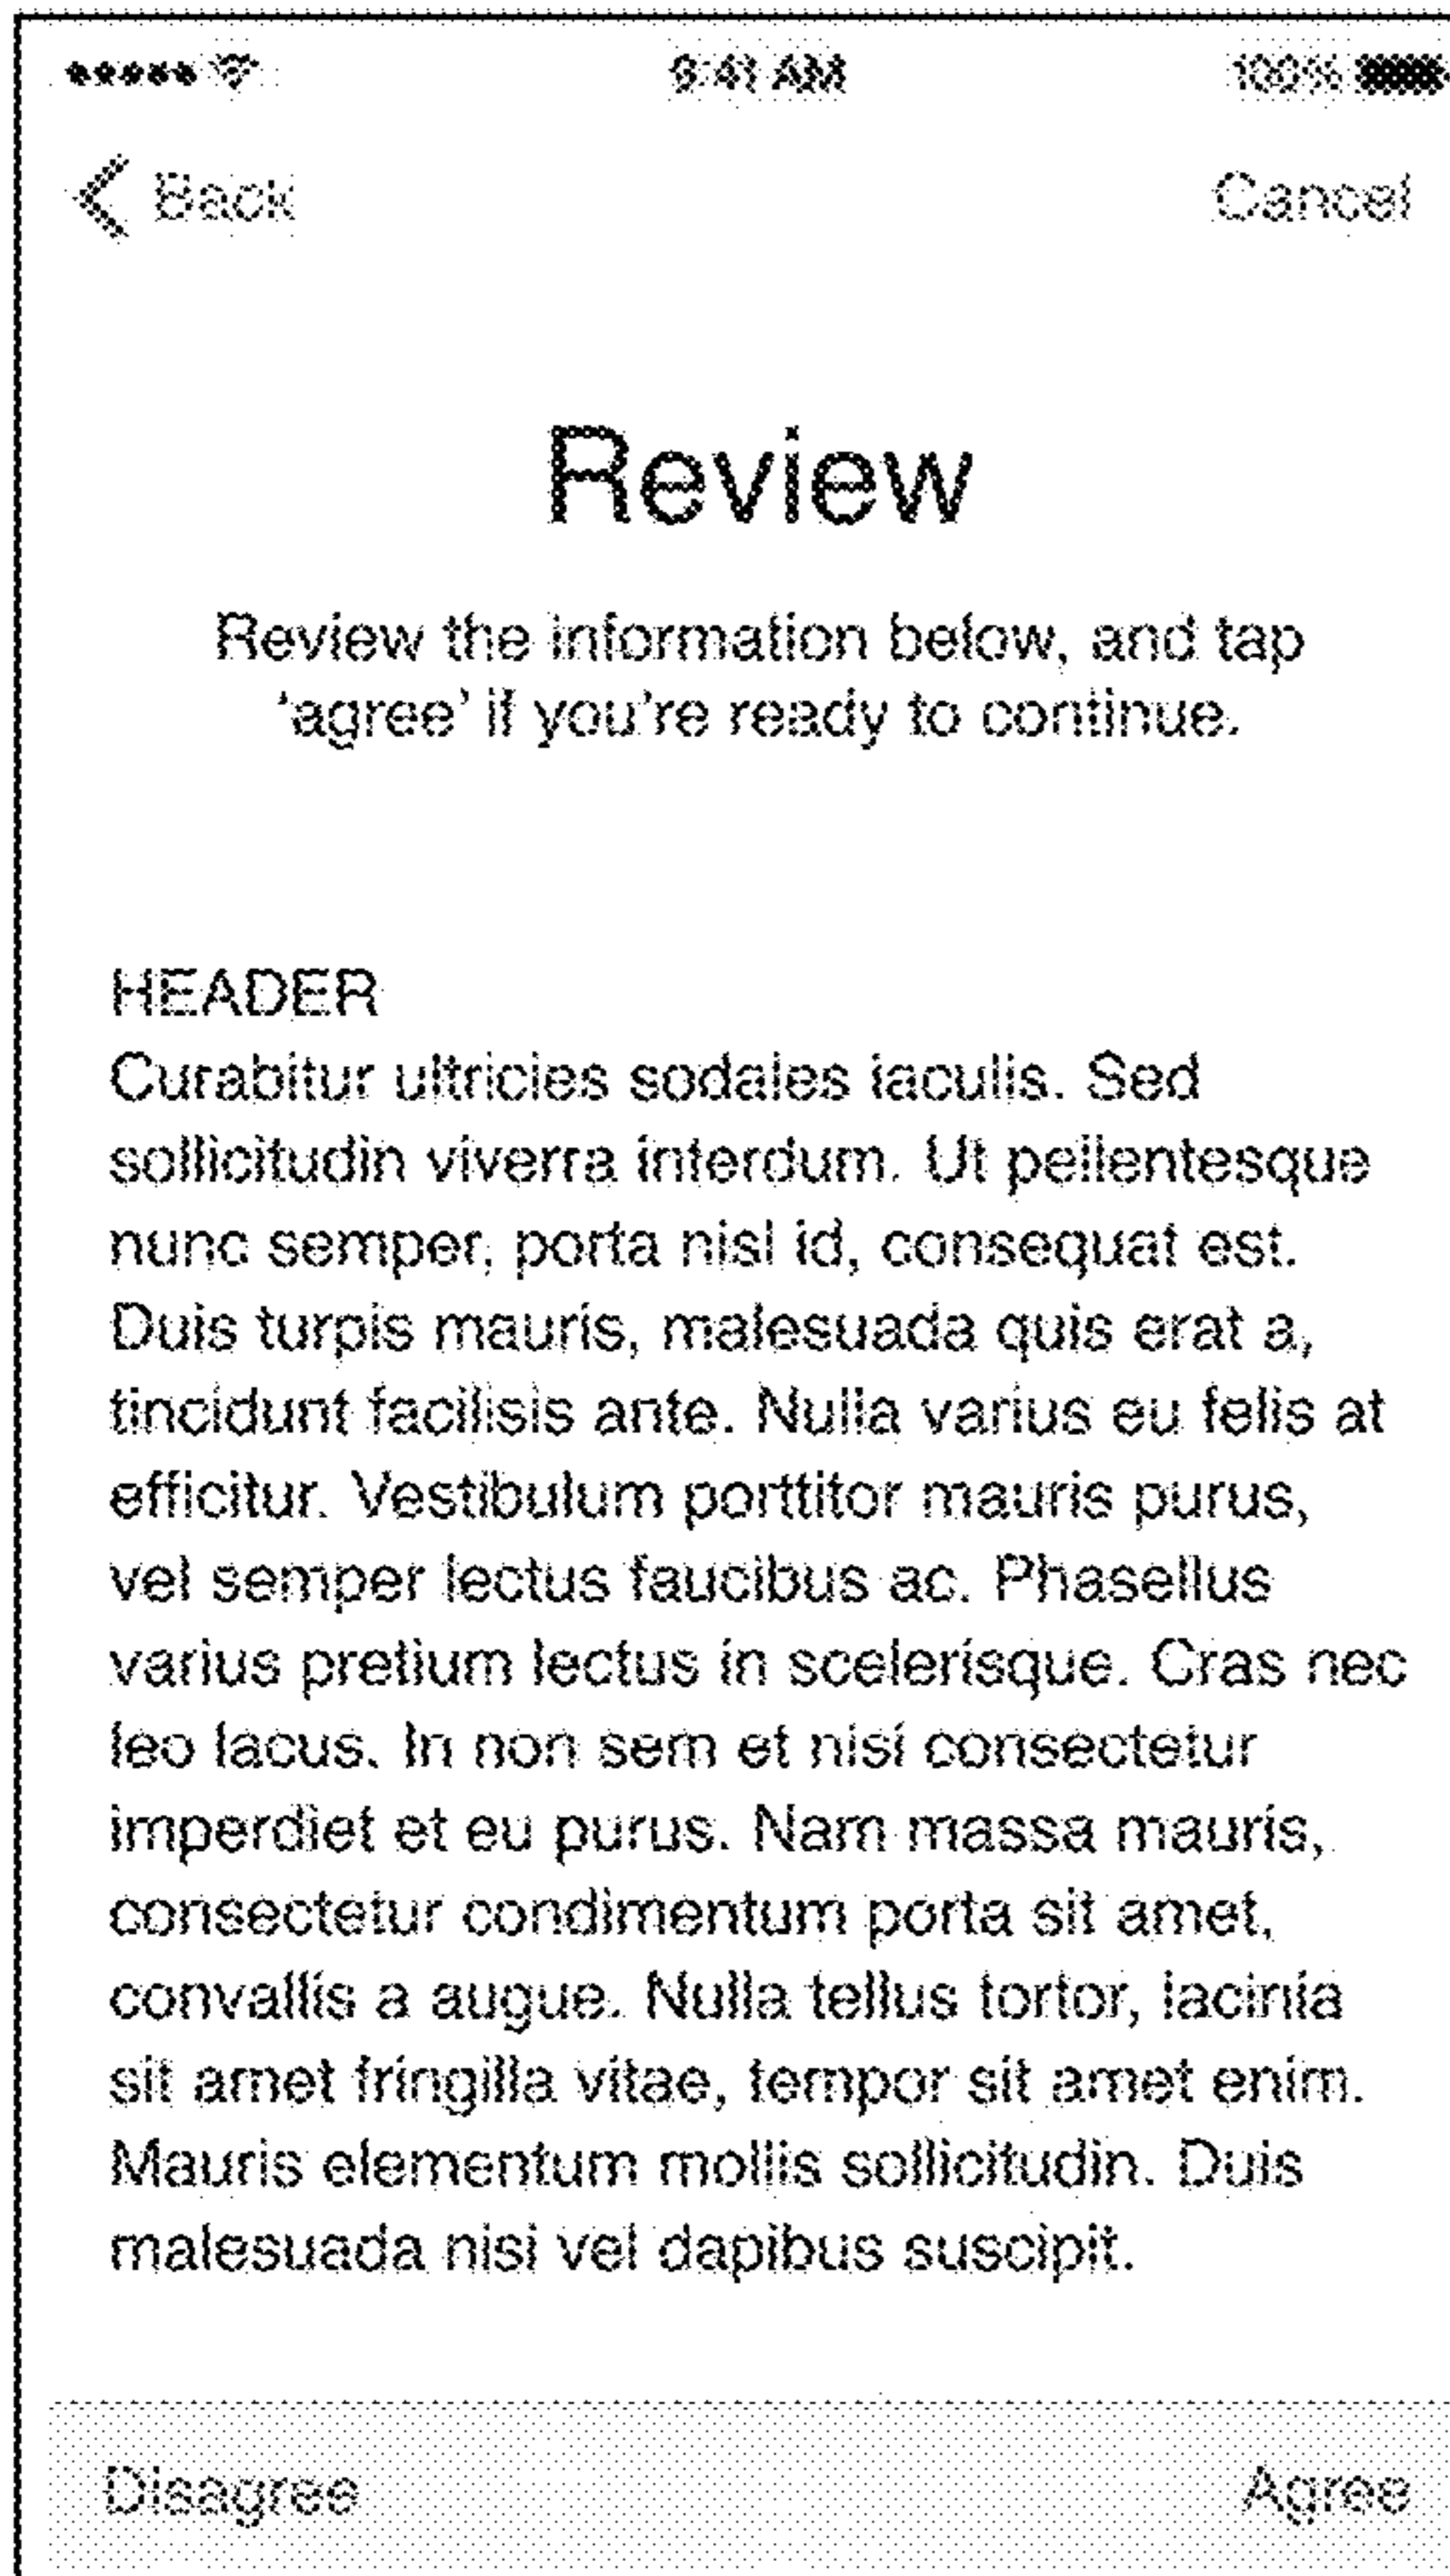 9:41 AM 100%
Back Cancel
Review
Review the information below, and tap
‘agree’ if you’re ready to continue.
HEADER
Curabitur ultricies sodales iaculis. Sed
sollicitudin viverra interdum. Ut pellentesque
nunc semper, porta nisl id, consequat est.
Duis turpis mauris, malesuada quis erat a,
tincidunt facilisis ante. Nulla varius eu felis at
efficitur. Vestibulum porttitor mauris purus,
vel semper lectus faucibus ac. Phasellus
varius pretium lectus in scelerisque. Cras nec
leo lacus. In non sem et nisi consectetur
imperdiet et eu purus. Nam massa mauris,
consectetur condimentum porta sit amet,
convallis a augue. Nulla tellus tortor, lacinia
sit amet fringilla vitae, tempor sit amet enim.
Mauris elementum mollis sollicitudin. Duis
malesuada nisi vel dapibus suscipit.
Disagree Agree